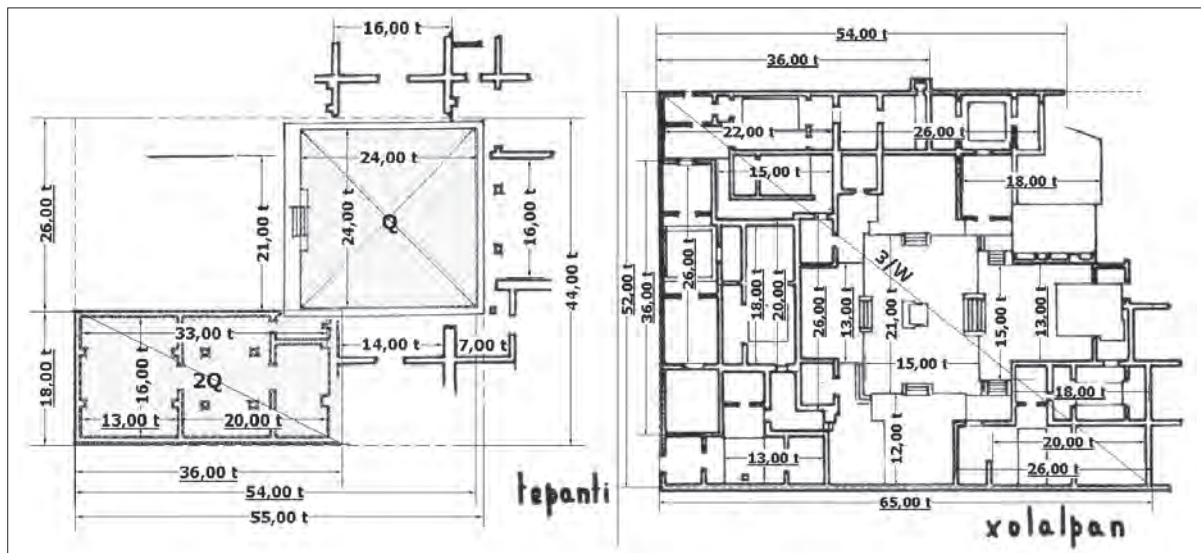 16,00 t
24,00 t
24,00 t
Q
26,00 t
21,00 t
16,00 t
44,00 t
33,00 t
14,00 t
7,00 t
18,00 t
16,00 t
2Q
13,00 t
20,00 t
36,00 t
54,00 t
55,00 t
tepanti
54,00 t
36,00 t
22,00 t
26,00 t
15,00 t
18,00 t
52,00 t
36,00 t
26,00 t
18,00 t
20,00 t
26,00 t
13,00 t
21,00 t
3/W
15,00 t
13,00 t
15,00 t
18,00 t
12,00 t
13,00 t
20,00 t
26,00 t
65,00 t
xolalpan